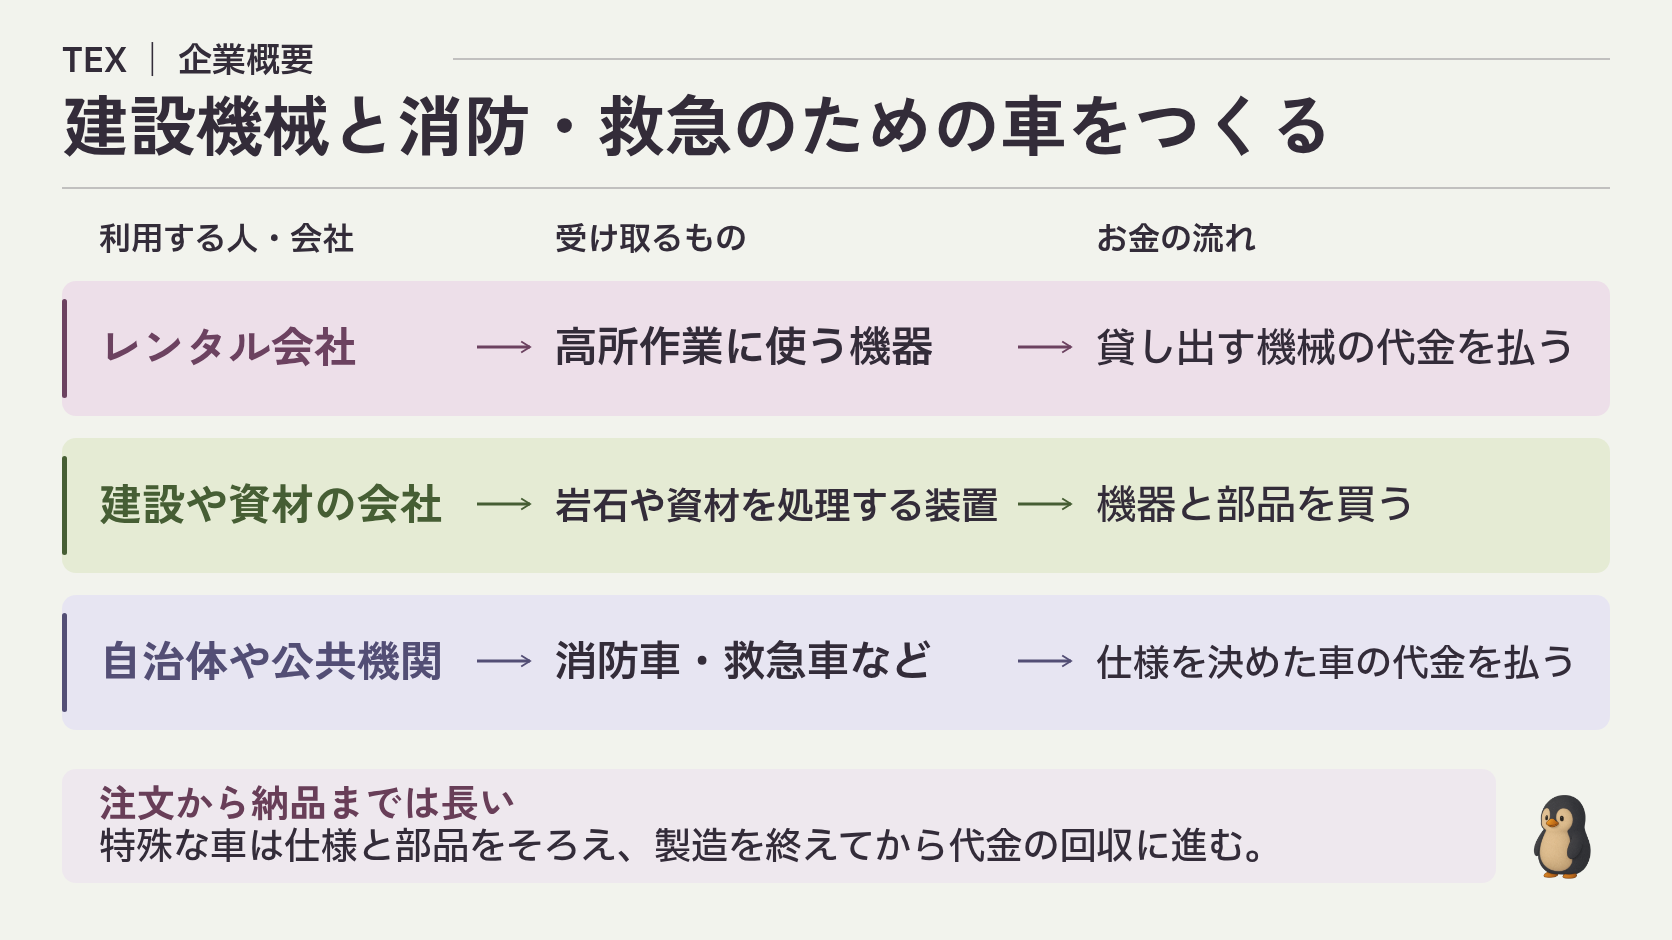 TEX | 企業概要
建設機械と消防・救急のための車をつくる
利用する人・会社 受け取るもの お金の流れ
レンタル会社 → 高所作業に使う機器 → 貸し出す機械の代金を払う
建設や資材の会社 → 岩石や資材を処理する装置 → 機器と部品を買う
自治体や公共機関 → 消防車・救急車など → 仕様を決めた車の代金を払う
注文から納品までは長い
特殊な車は仕様と部品をそろえ、製造を終えてから代金の回収に進む。